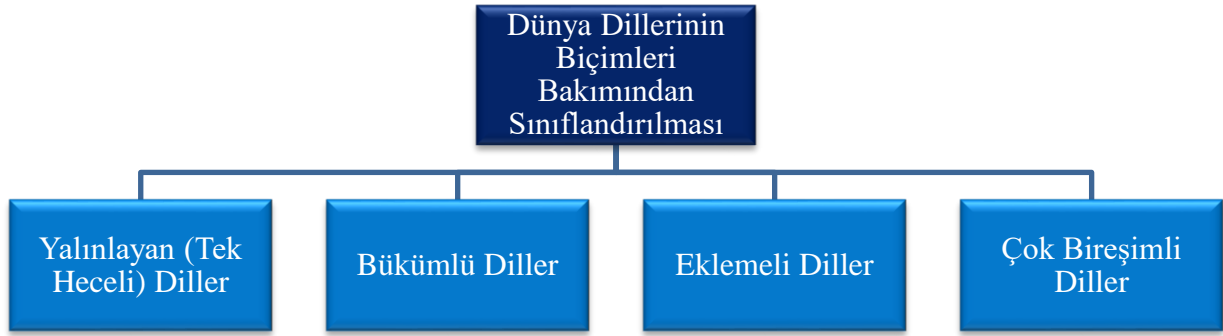 Dünya Dillerinin
Biçimleri
Bakımından
Sınıflandırılması
Yalınlayan (Tek
Heceli) Diller
Bükümlü Diller
Eklemeli Diller
Çok Bireşimli
Diller